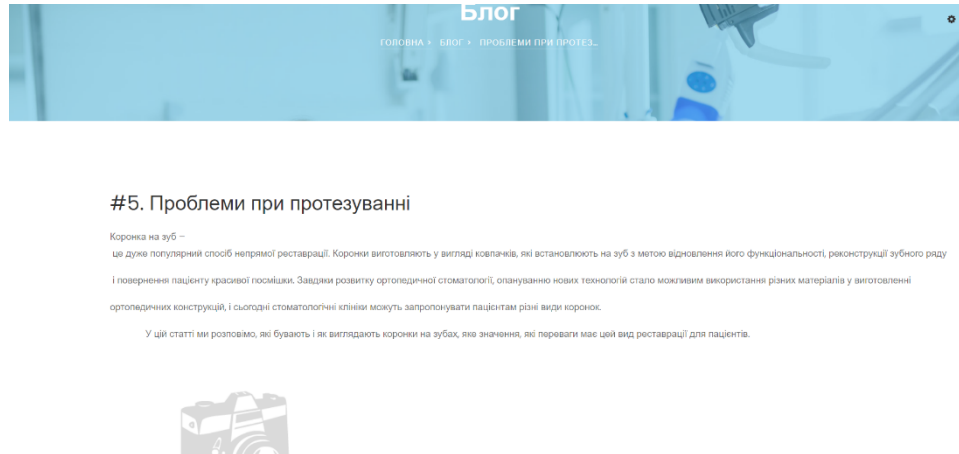 Блог
ГОЛОВНА > БЛОГ > ПРОБЛЕМИ ПРИ ПРОТЕЗ...
#5. Проблеми при протезуванні
Коронка на зуб –
це дуже популярний спосіб непрямої реставрації. Коронки виготовляють у вигляді ковпачків, які встановлюють на зуб з метою відновлення його функціональності, реконструкції зубного ряду
і повернення пацієнту красивої посмішки. Завдяки розвитку ортопедичної стоматології, опануванню нових технологій стало можливим використання різних матеріалів у виготовленні
ортопедичних конструкцій, і сьогодні стоматологічні клініки можуть запропонувати пацієнтам різні види коронок.
У цій статті ми розповімо, які бувають і як виглядають коронки на зубах, яке значення, які переваги має цей вид реставрації для пацієнтів.